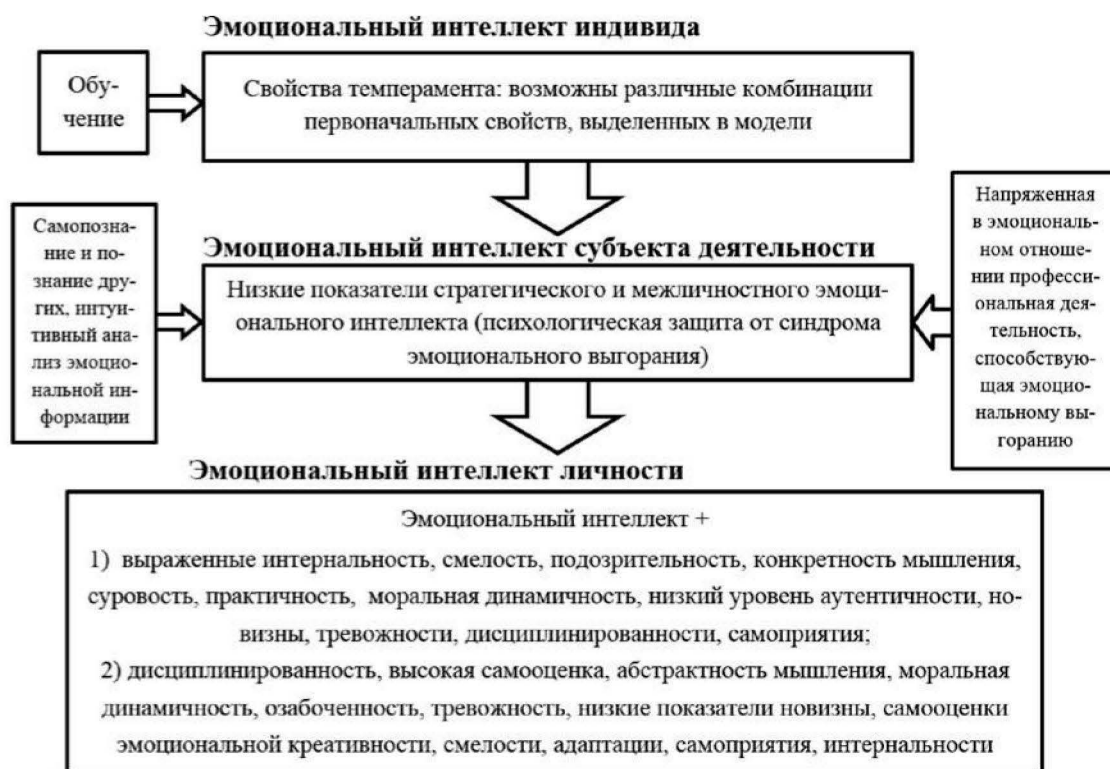 Эмоциональный интеллект индивида
Обу-
чение
Свойства темперамента: возможны различные комбинации
первоначальных свойств, выделенных в модели
Самопозна-
ние и по-
знание дру-
гих, интуи-
тивный ана-
лиз эмоцио-
нальной ин-
формации
Эмоциональный интеллект субъекта деятельности
Низкие показатели стратегического и межличностного эмоци-
онального интеллекта (психологическая защита от синдрома
эмоционального выгорания)
Напряженная
в эмоциональ-
ном отноше-
нии професси-
ональная дея-
тельность,
способствую-
щая эмоцио-
нальному вы-
горанию
Эмоциональный интеллект личности
Эмоциональный интеллект +
1) выраженные интернальность, смелость, подозрительность, конкретность мышления,
суровость, практичность, моральная динамичность, низкий уровень аутентичности, но-
визны, тревожности, дисциплинированности, самоприятия;
2) дисциплинированность, высокая самооценка, абстрактность мышления, моральная
динамичность, озабоченность, тревожность, низкие показатели новизны, самооценки
эмоциональной креативности, смелости, адаптации, самоприятия, интернальности